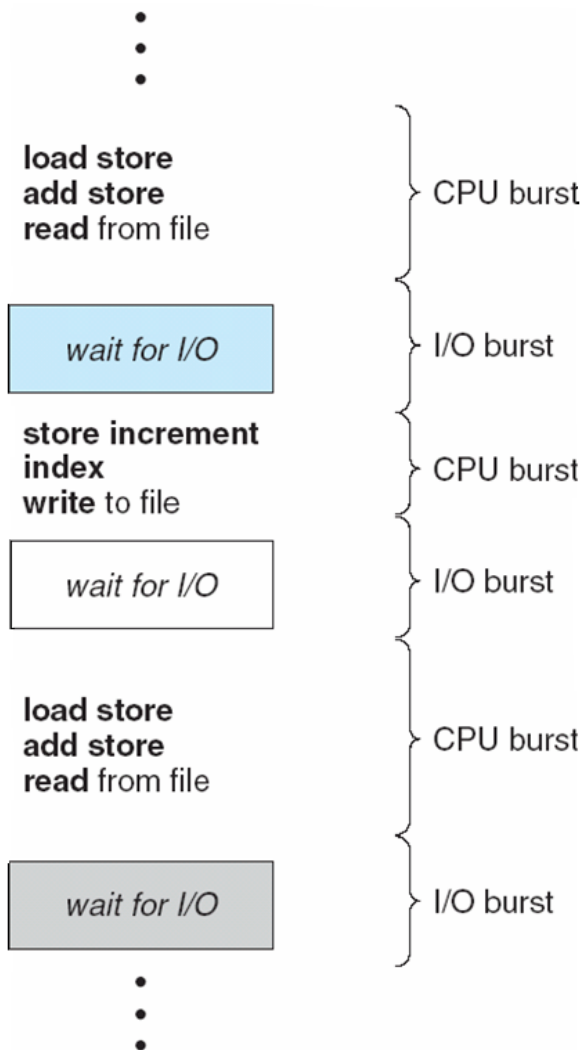 load store
add store
read from file
CPU burst
wait for I/O
I/O burst
store increment
index
write to file
CPU burst
wait for I/O
I/O burst
load store
add store
read from file
CPU burst
wait for I/O
I/O burst